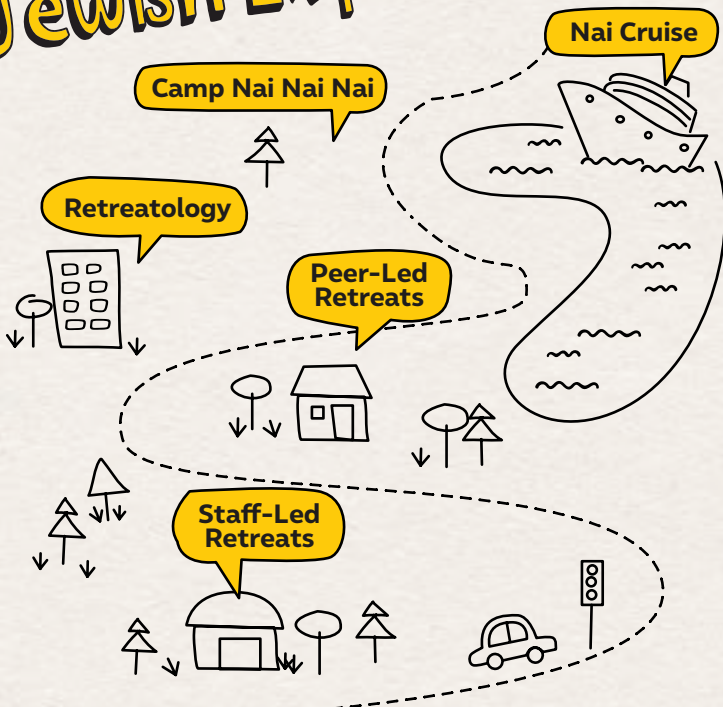 Jewish
Nai Cruise
Camp Nai Nai Nai
Retreatology
Peer-Led
Retreats
Staff-Led
Retreats